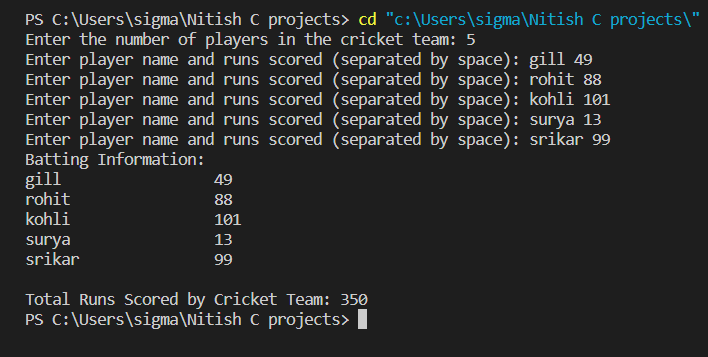 PS C:\Users\sigma\Nitish C projects> cd "c:\Users\sigma\Nitish C projects\"
Enter the number of players in the cricket team: 5
Enter player name and runs scored (separated by space): gill 49
Enter player name and runs scored (separated by space): rohit 88
Enter player name and runs scored (separated by space): kohli 101
Enter player name and runs scored (separated by space): surya 13
Enter player name and runs scored (separated by space): srikar 99
Batting Information:
gill 49
rohit 88
kohli 101
surya 13
srikar 99
Total Runs Scored by Cricket Team: 350
PS C:\Users\sigma\Nitish C projects>